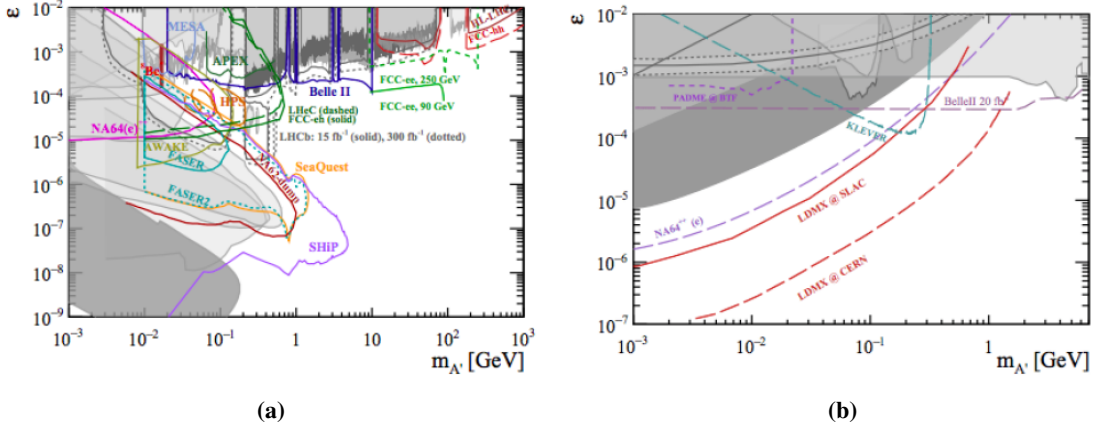 ε
10⁻²
10⁻³
10⁻⁴
10⁻⁵
10⁻⁶
10⁻⁷
10⁻⁸
10⁻⁹
MESA
APEX
HPS
NA64(e)
AWAKE
FASER
FASER2
NA62-dump
SeaQuest
SHiP
Belle II
LHeC (dashed)
FCC-eh (solid)
LHCb: 15 fb⁻¹ (solid), 300 fb⁻¹ (dotted)
FCC-hh
FCC-ee, 250 GeV
FCC-ee, 90 GeV
10⁻³ 10⁻² 10⁻¹ 1 10 10² 10³
m_A' [GeV]
(a)
ε
10⁻²
10⁻³
10⁻⁴
10⁻⁵
10⁻⁶
10⁻⁷
PADME @ BTF
BelleII 20 fb
KLEVER
NA64⁺⁺ (e)
LDMX @ SLAC
LDMX @ CERN
10⁻³ 10⁻² 10⁻¹ 1
m_A' [GeV]
(b)